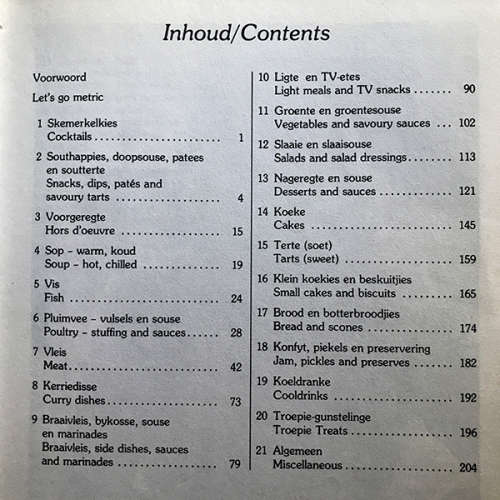 Inhoud/Contents
Voorwoord
Let's go metric
1 Skemerkelkies
Cocktails .................. 1
2 Southappies, doopsouse, patees
en soutterte
Snacks, dips, patés and
savoury tarts .............. 4
3 Voorgeregte
Hors d'oeuvre .............. 15
4 Sop – warm, koud
Soup – hot, chilled ........ 19
5 Vis
Fish ....................... 24
6 Pluimvee – vulsels en souse
Poultry – stuffing and sauces...... 28
7 Vleis
Meat....................... 42
8 Kerriedisse
Curry dishes............... 73
9 Braaivleis, bykosse, souse
en marinades
Braaivleis, side dishes, sauces
and marinades ............. 79
10 Ligte en TV-etes
Light meals and TV snacks ....... 90
11 Groente en groentesouse
Vegetables and savoury sauces ... 102
12 Slaaie en slaaisouse
Salads and salad dressings....... 113
13 Nageregte en souse
Desserts and sauces ........ 121
14 Koeke
Cakes ..................... 145
15 Terte (soet)
Tarts (sweet) .............. 159
16 Klein koekies en beskuitjies
Small cakes and biscuits ... 165
17 Brood en botterbroodjies
Bread and scones .......... 174
18 Konfyt, piekels en preservering
Jam, pickles and preserves ...... 182
19 Koeldranke
Cooldrinks ................ 192
20 Troepie-gunstelinge
Troepie Treats ............. 196
21 Algemeen
Miscellaneous ............. 204